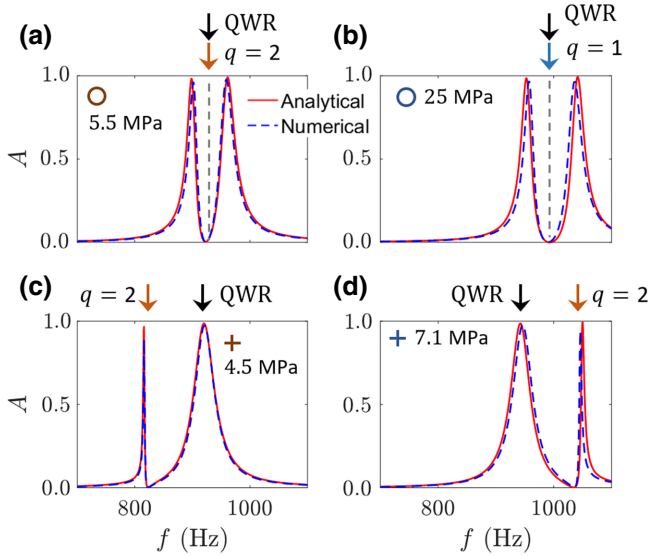 (a)
QWR
q = 2
5.5 MPa
Analytical
Numerical
A
1.0
0.5
0.0
(b)
QWR
q = 1
25 MPa
1.0
0.5
0.0
(c)
q = 2
QWR
4.5 MPa
A
1.0
0.5
0.0
800
1000
f (Hz)
(d)
QWR
q = 2
7.1 MPa
1.0
0.5
0.0
800
1000
f (Hz)